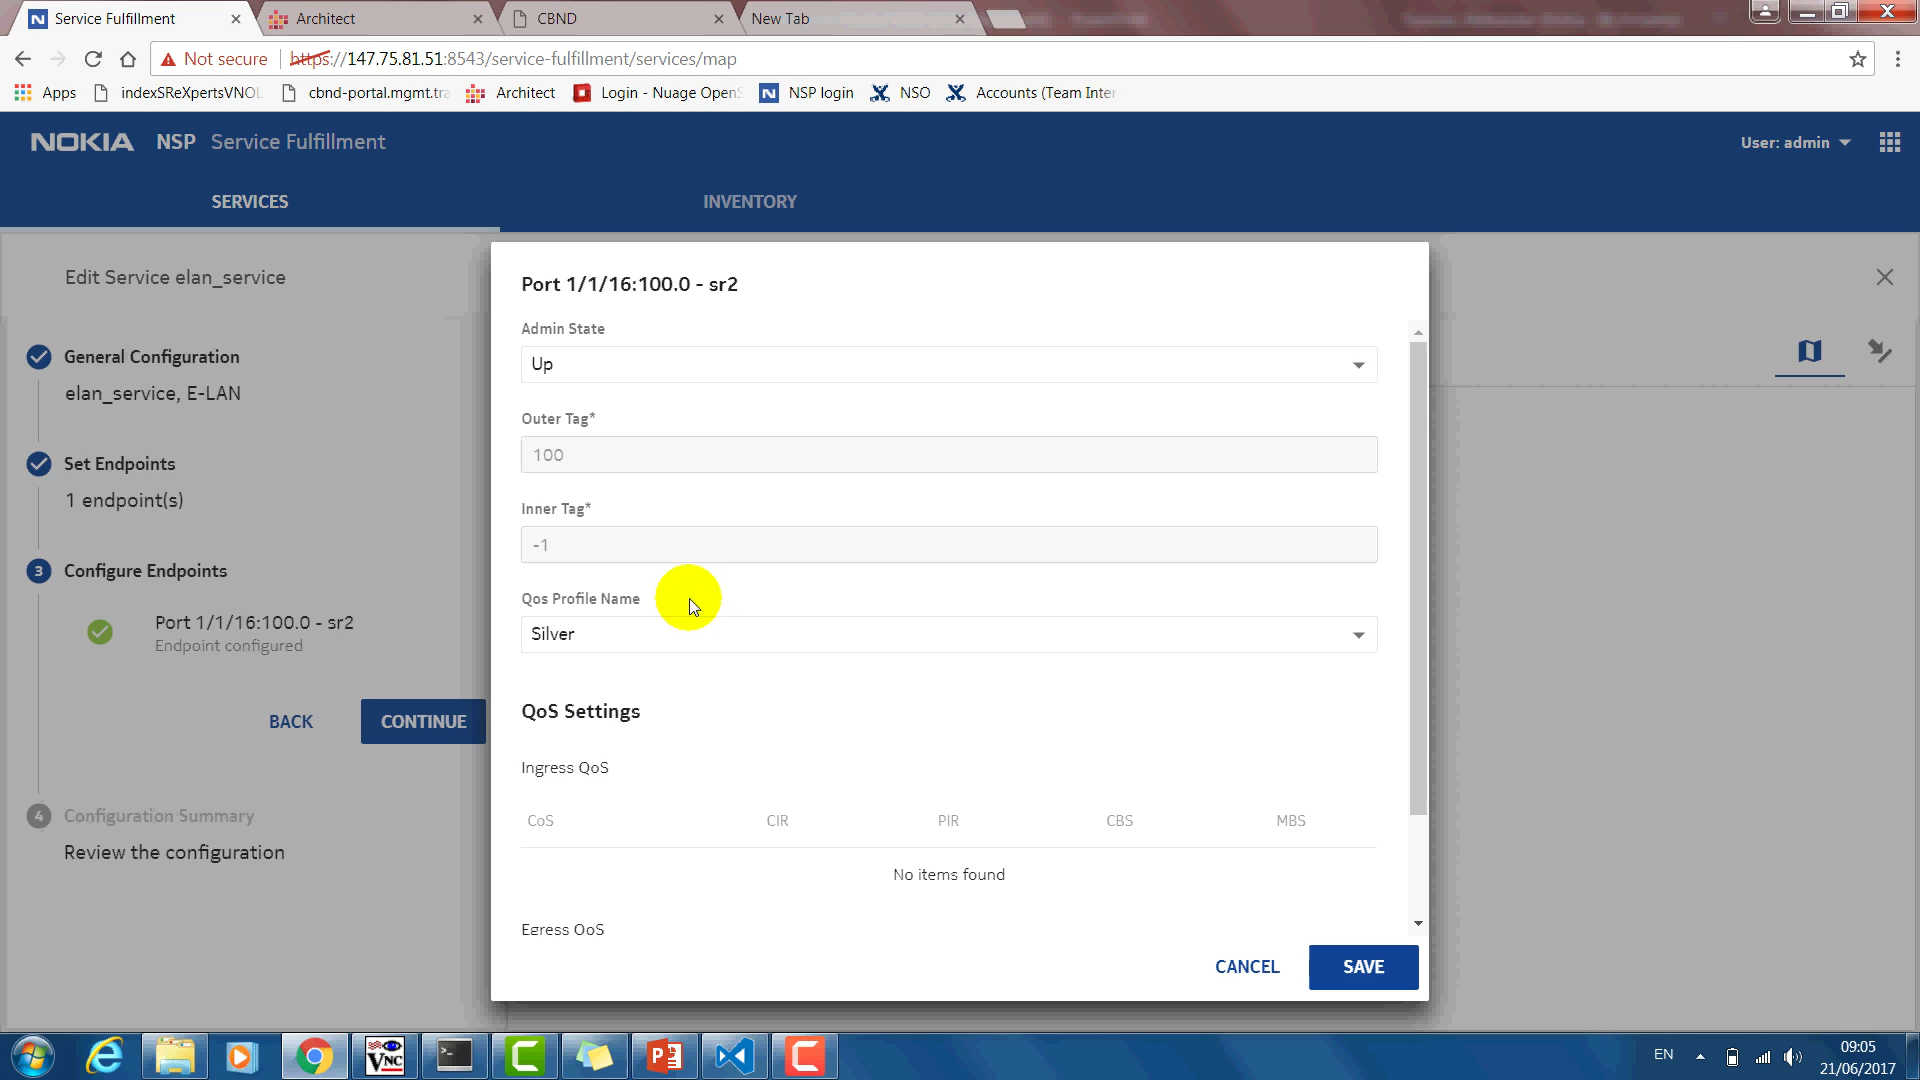 Service Fulfillment
Architect
CBND
New Tab
Not secure
https://147.75.81.51:8543/service-fulfillment/services/map
Apps
indexSReXpertsVNO
cbnd-portal.mgmt.tra
Architect
Login - Nuage OpenS
NSP login
NSO
Accounts (Team Inter
NOKIA NSP Service Fulfillment
User: admin
SERVICES
INVENTORY
Edit Service elan_service
General Configuration
elan_service, E-LAN
Set Endpoints
1 endpoint(s)
3 Configure Endpoints
Port 1/1/16:100.0 - sr2
Endpoint configured
BACK
CONTINUE
4 Configuration Summary
Review the configuration
Port 1/1/16:100.0 - sr2
Admin State
Up
Outer Tag*
100
Inner Tag*
-1
Qos Profile Name
Silver
QoS Settings
Ingress QoS
CoS CIR PIR CBS MBS
No items found
Egress QoS
CANCEL
SAVE
VNC
EN
09:05
21/06/2017